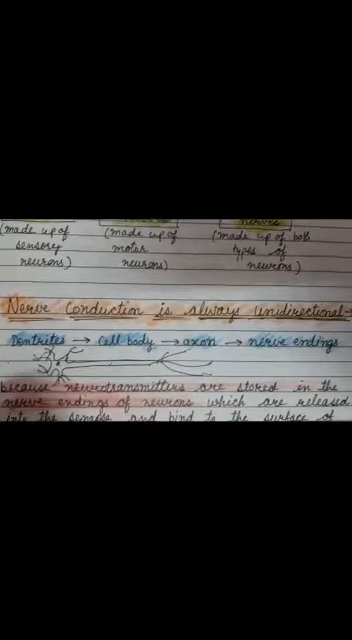 nerves
(made up of (made up of (made up of both
sensory motor types of
neurons) neurons) neurons)
Nerve Conduction is always unidirectional→
Dentrites → cell body → axon → nerve endings
because neurotransmitters are stored in the
nerve endings of neurons which are released
into the and bind to the surface of